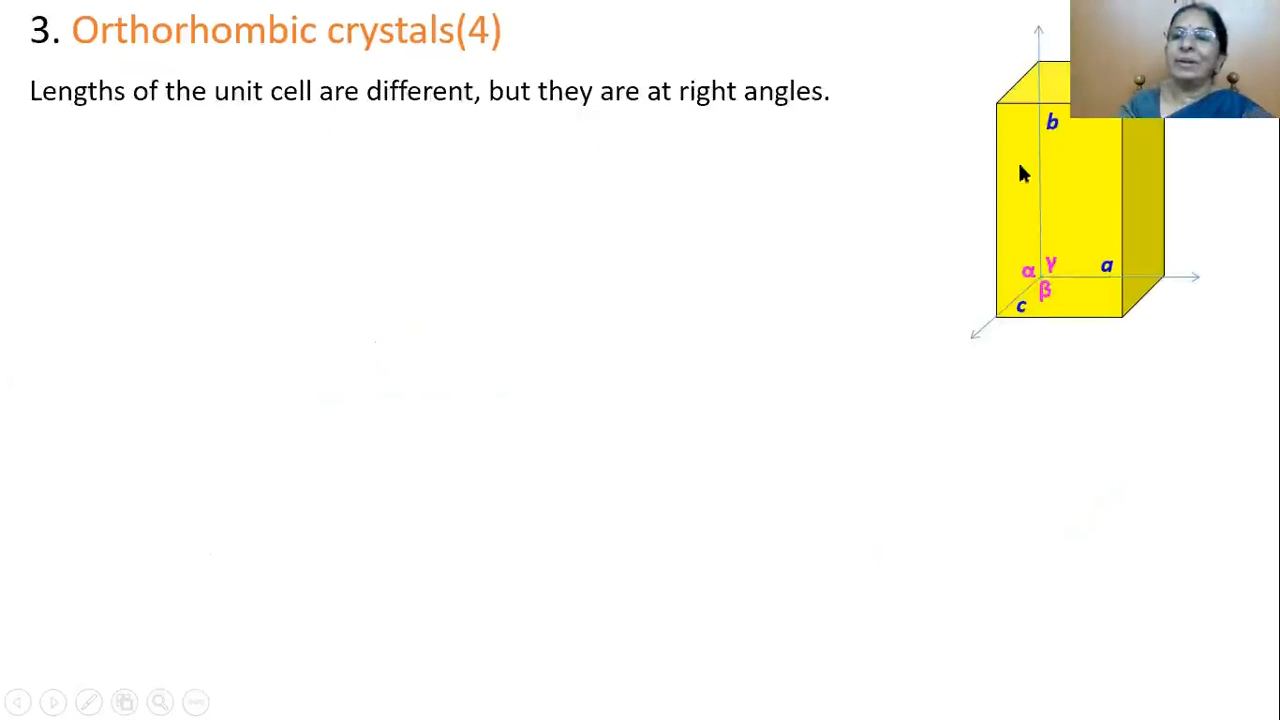 3. Orthorhombic crystals(4)
Lengths of the unit cell are different, but they are at right angles.
b
α γ a
β
c